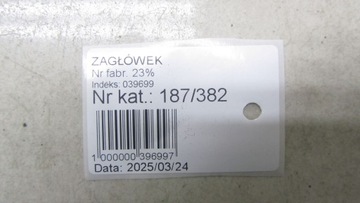 ZAGŁÓWEK
Nr fabr. 23%
Indeks: 039699
Nr kat.: 187/382
1 000000 396997
Data: 2025/03/24